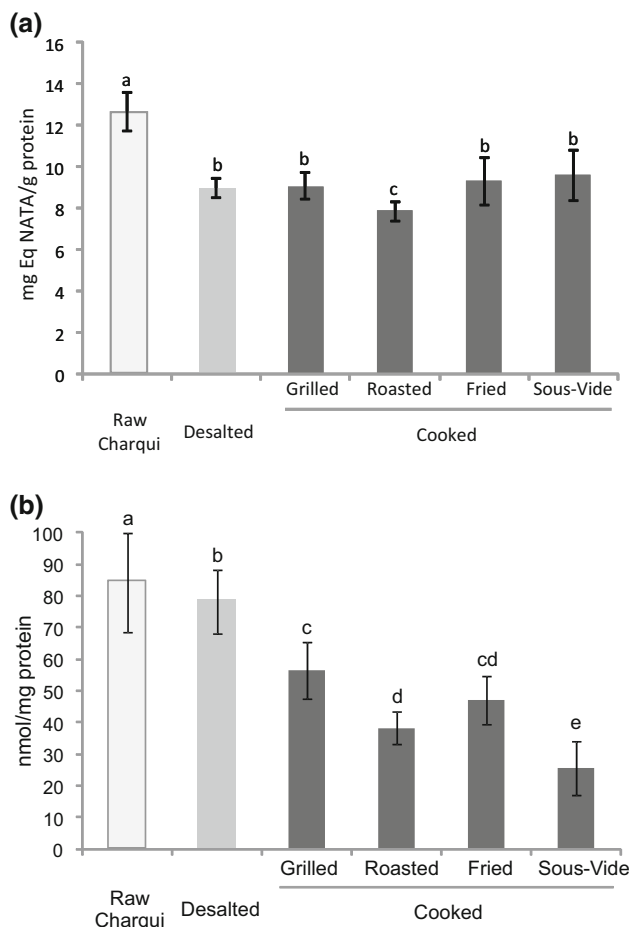 (a)
16
14
12
10
8
6
4
2
0
mg Eq NATA/g protein
a
b
b
c
b
b
Grilled Roasted Fried Sous-Vide
Raw
Charqui
Desalted
Cooked
(b)
100
90
80
70
60
50
40
30
20
10
0
nmol/mg protein
a
b
c
d
cd
e
Grilled Roasted Fried Sous-Vide
Raw
Charqui
Desalted
Cooked